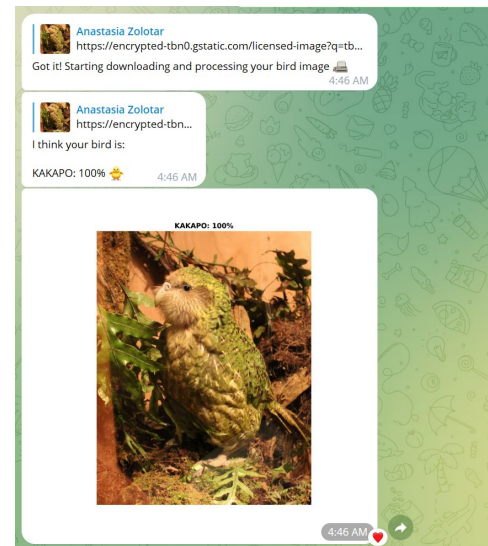 Anastasia Zolotar
https://encrypted-tbn0.gstatic.com/licensed-image?q=tb...
Got it! Starting downloading and processing your bird image 📠
4:46 AM
Anastasia Zolotar
https://encrypted-tbn...
I think your bird is:
KAKAPO: 100% 🐥
4:46 AM
KAKAPO: 100%
4:46 AM